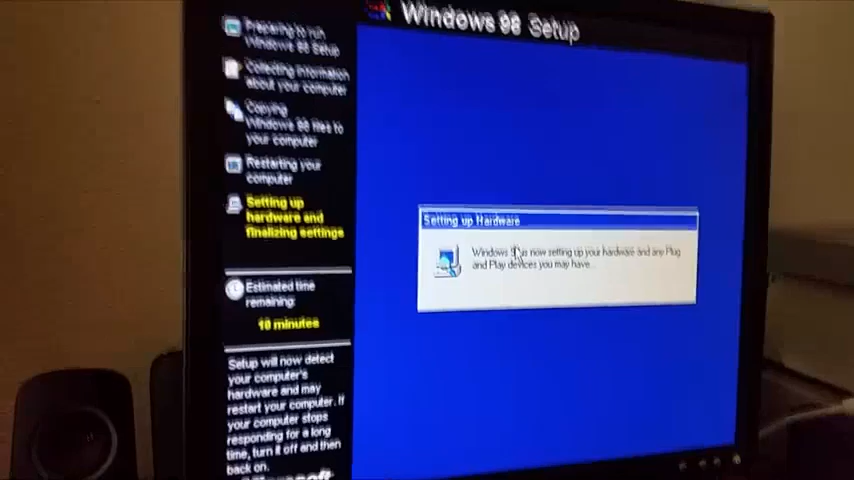 Windows 98 Setup
Preparing to run
Windows 98 Setup
Collecting information
about your computer
Copying
Windows 98 files to
your computer
Restarting your
computer
Setting up
hardware and
finalizing settings
Estimated time
remaining:
10 minutes
Setup will now detect
your computer's
hardware and may
restart your computer. If
your computer stops
responding for a long
time, turn it off and then
back on.
Microsoft
Setting up Hardware
Windows is now setting up your hardware and any Plug
and Play devices you may have...